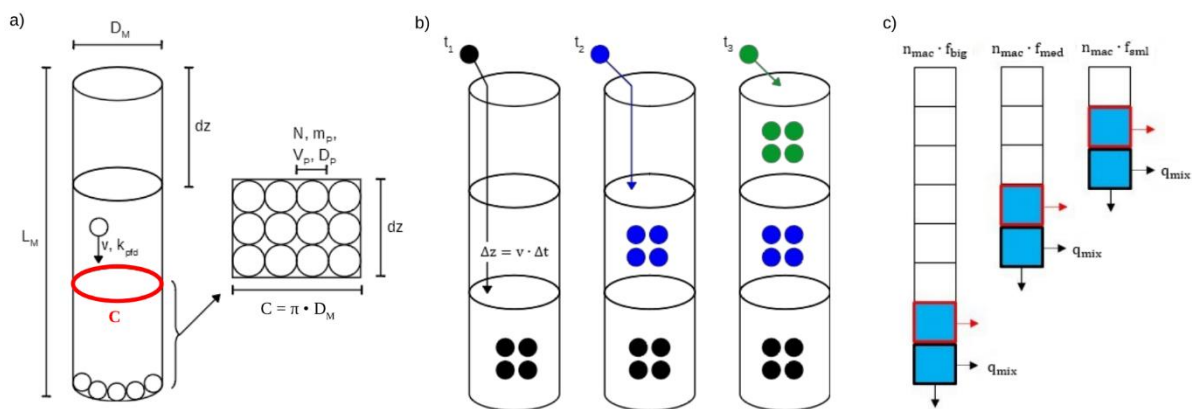 a)
D_M
dz
L_M
v, k_pfd
C
N, m_p,
V_p, D_p
dz
C = π • D_M
b)
t_1
t_2
t_3
Δz = v · Δt
c)
n_mac · f_big
n_mac · f_med
n_mac · f_sml
q_mix
q_mix
q_mix